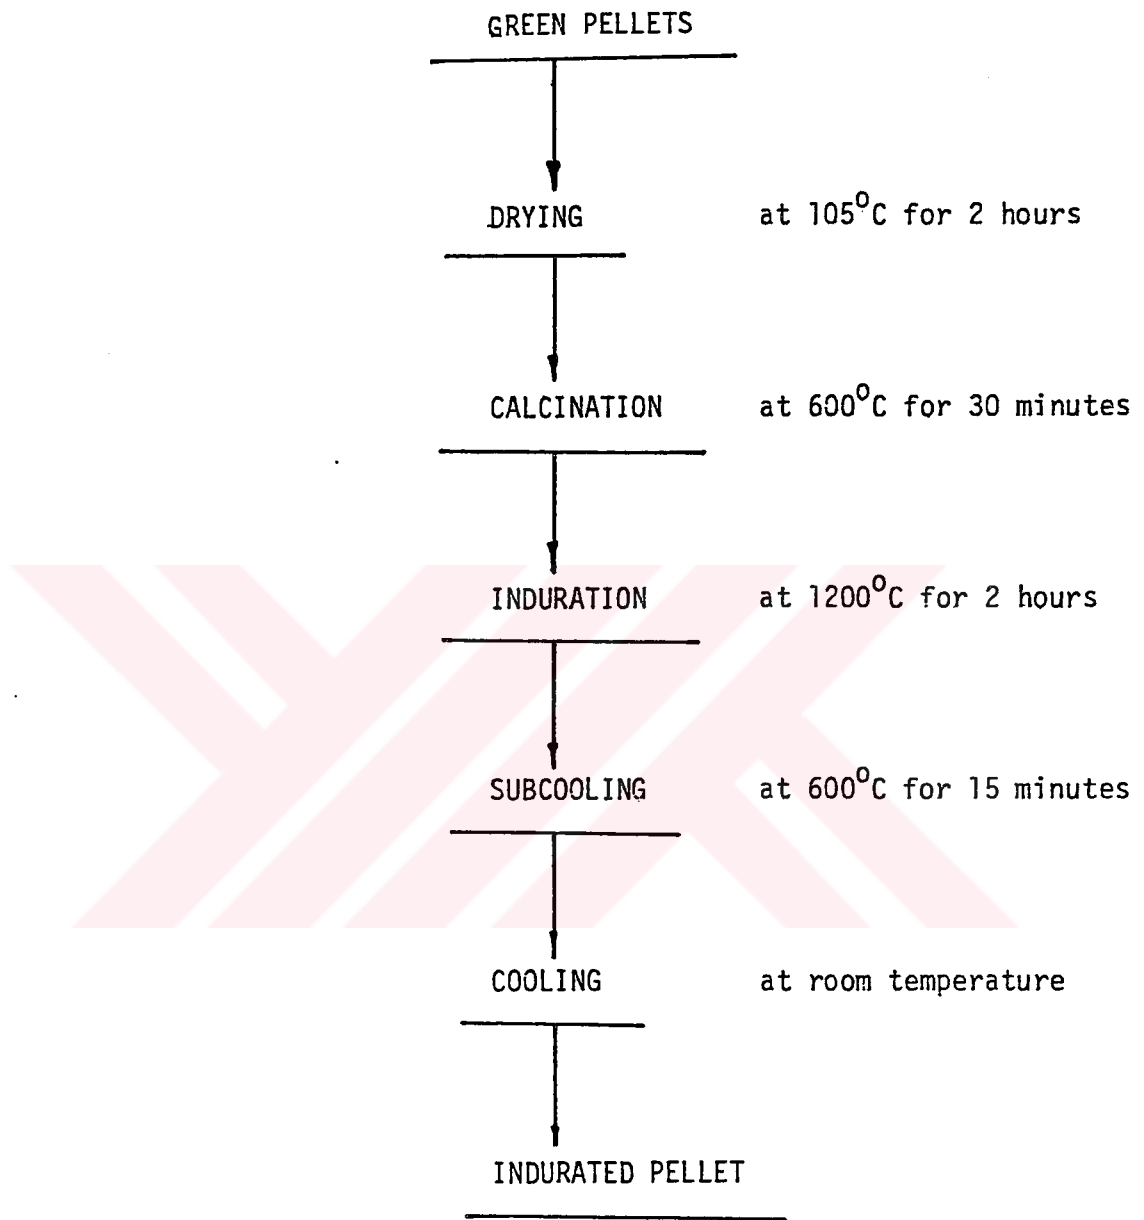 GREEN PELLETS
DRYING at 105°C for 2 hours
CALCINATION at 600°C for 30 minutes
INDURATION at 1200°C for 2 hours
SUBCOOLING at 600°C for 15 minutes
COOLING at room temperature
INDURATED PELLET